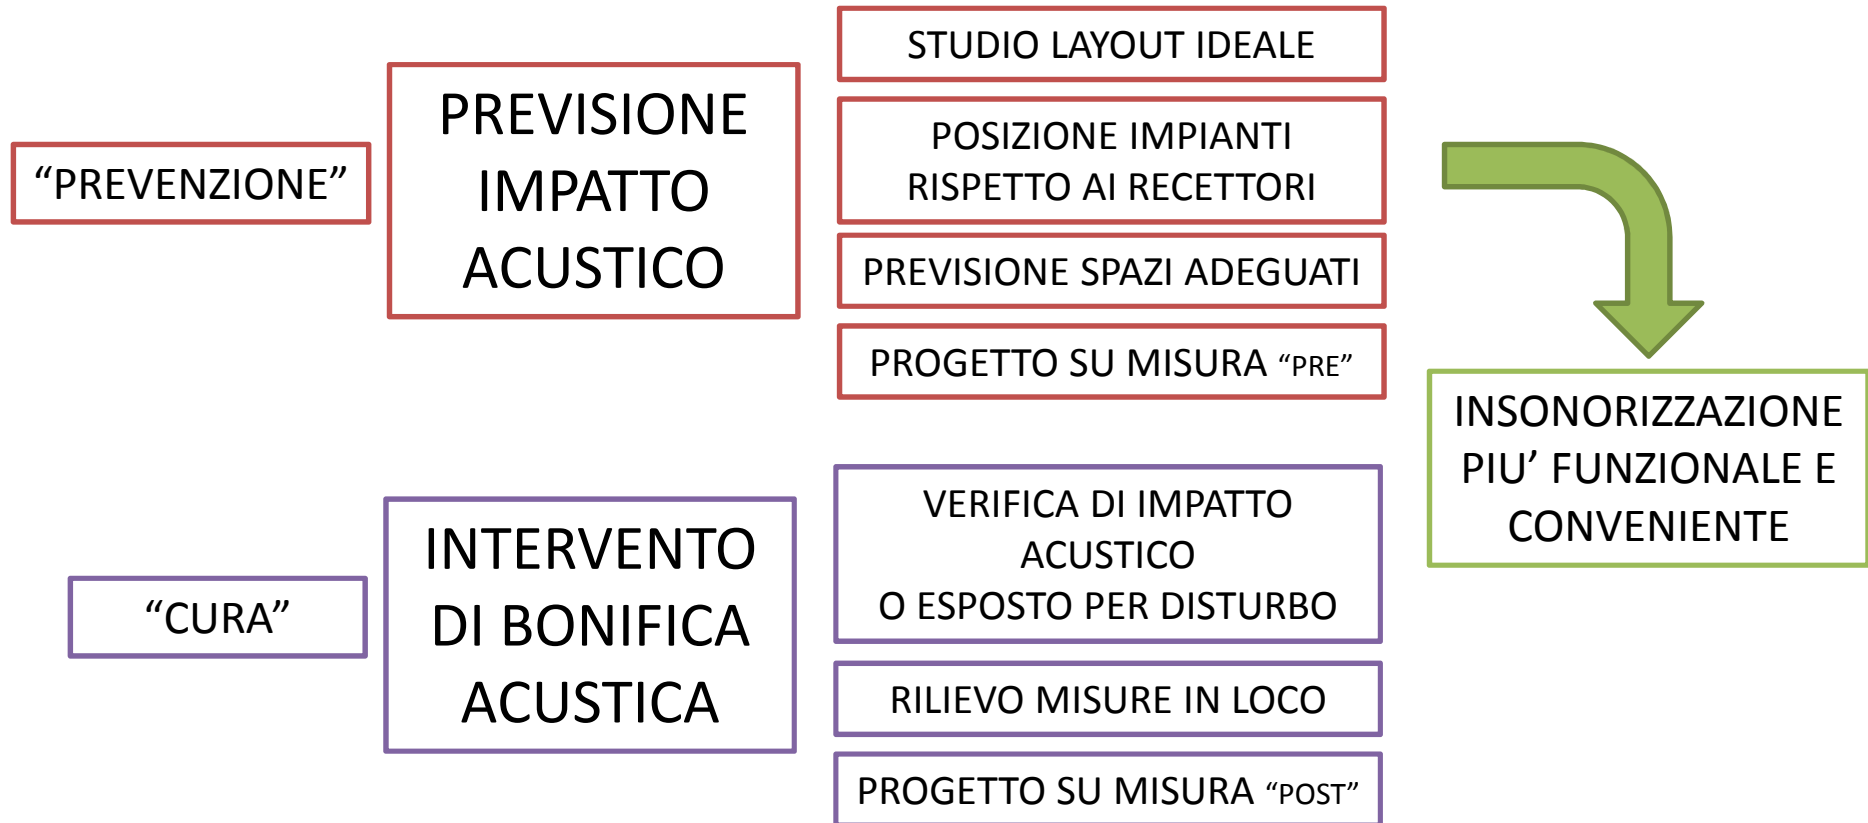 “PREVENZIONE”
PREVISIONE
IMPATTO
ACUSTICO
STUDIO LAYOUT IDEALE
POSIZIONE IMPIANTI
RISPETTO AI RECETTORI
PREVISIONE SPAZI ADEGUATI
PROGETTO SU MISURA “PRE”
INSONORIZZAZIONE
PIU’ FUNZIONALE E
CONVENIENTE
“CURA”
INTERVENTO
DI BONIFICA
ACUSTICA
VERIFICA DI IMPATTO
ACUSTICO
O ESPOSTO PER DISTURBO
RILIEVO MISURE IN LOCO
PROGETTO SU MISURA “POST”